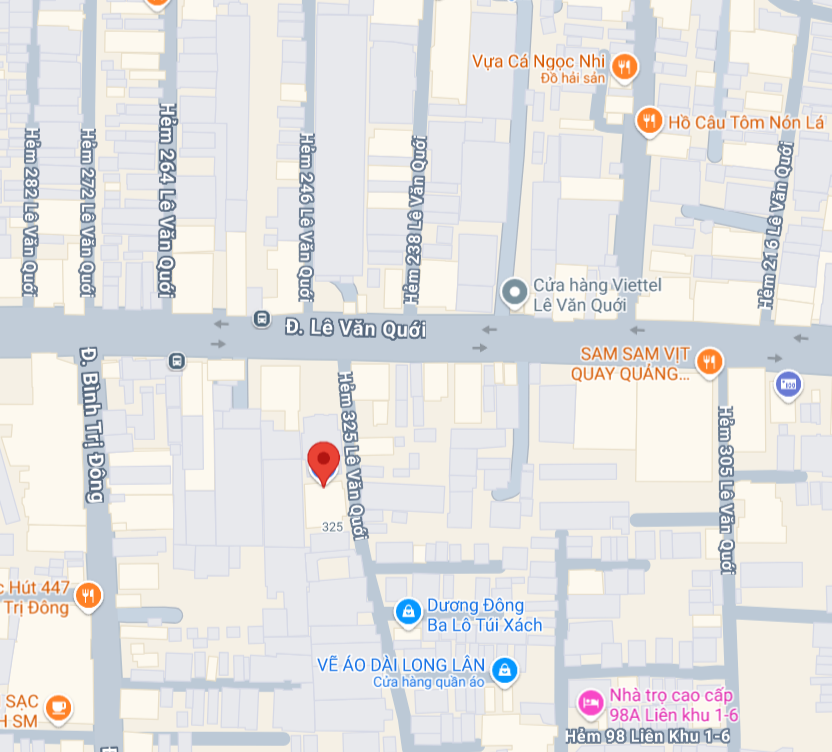 Vựa Cá Ngọc Nhi
Đồ hải sản
Hồ Câu Tôm Nón Lá
Hẻm 282 Lê Văn Quới
Hẻm 272 Lê Văn Quới
Hẻm 264 Lê Văn Quới
Hẻm 246 Lê Văn Quới
Hẻm 238 Lê Văn Quới
Hẻm 216 Lê Văn Quới
Cửa hàng Viettel
Lê Văn Quới
Đ. Lê Văn Quới
SAM SAM VỊT
QUAY QUẢNG...
Đ. Bình Trị Đông
Hẻm 325 Lê Văn Quới
Hẻm 305 Lê Văn Quới
325
c Hút 447
Trị Đông
Dương Đông
Ba Lô Túi Xách
VẼ ÁO DÀI LONG LÂN
Cửa hàng quần áo
SẠC
H SM
Nhà trọ cao cấp
98A Liên khu 1-6
Hẻm 98 Liên Khu 1-6